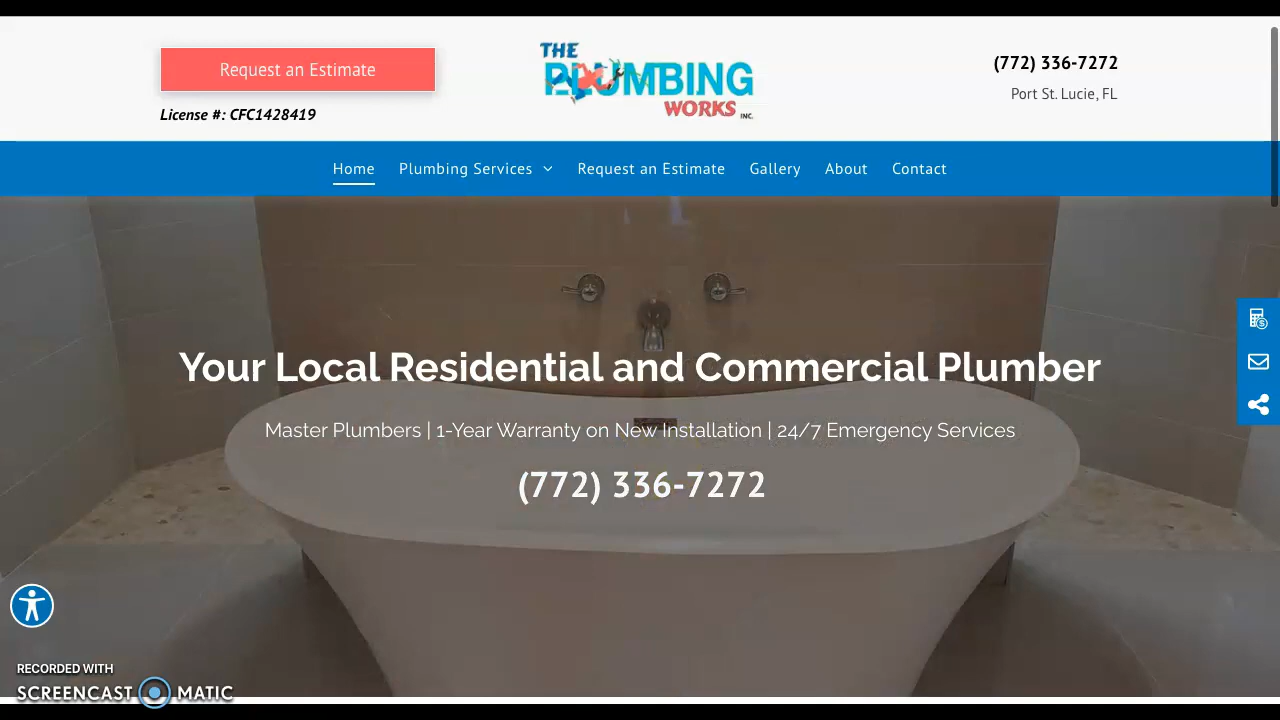 Request an Estimate
License #: CFC1428419
THE
PLUMBING
WORKS INC.
(772) 336-7272
Port St. Lucie, FL
Home Plumbing Services Request an Estimate Gallery About Contact
Your Local Residential and Commercial Plumber
Master Plumbers | 1-Year Warranty on New Installation | 24/7 Emergency Services
(772) 336-7272
RECORDED WITH
SCREENCAST MATIC